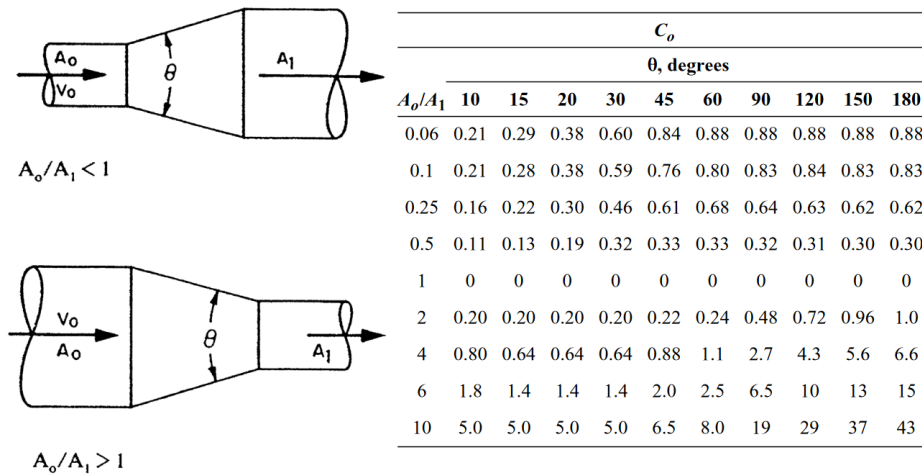 A₀
V₀
θ
A₁
A₀/A₁ < 1
V₀
A₀
θ
A₁
A₀/A₁ > 1
Cₒ
θ, degrees
Aₒ/A₁ 10 15 20 30 45 60 90 120 150 180
0.06 0.21 0.29 0.38 0.60 0.84 0.88 0.88 0.88 0.88 0.88
0.1 0.21 0.28 0.38 0.59 0.76 0.80 0.83 0.84 0.83 0.83
0.25 0.16 0.22 0.30 0.46 0.61 0.68 0.64 0.63 0.62 0.62
0.5 0.11 0.13 0.19 0.32 0.33 0.33 0.32 0.31 0.30 0.30
1 0 0 0 0 0 0 0 0 0 0
2 0.20 0.20 0.20 0.20 0.22 0.24 0.48 0.72 0.96 1.0
4 0.80 0.64 0.64 0.64 0.88 1.1 2.7 4.3 5.6 6.6
6 1.8 1.4 1.4 1.4 2.0 2.5 6.5 10 13 15
10 5.0 5.0 5.0 5.0 6.5 8.0 19 29 37 43